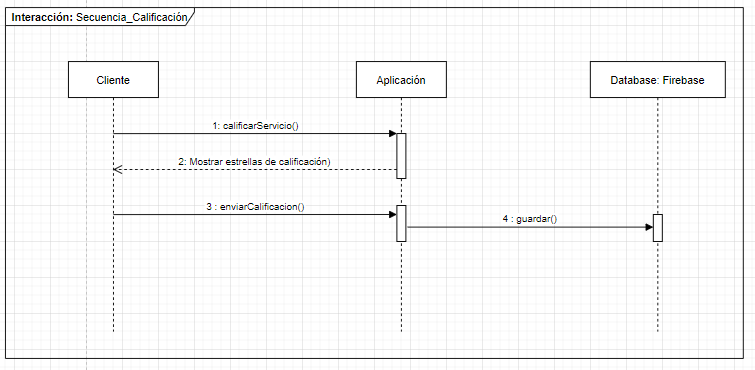 Interacción: Secuencia_Calificación
Cliente
Aplicación
Database: Firebase
1: calificarServicio()
2: Mostrar estrellas de calificación)
3 : enviarCalificacion()
4 : guardar()